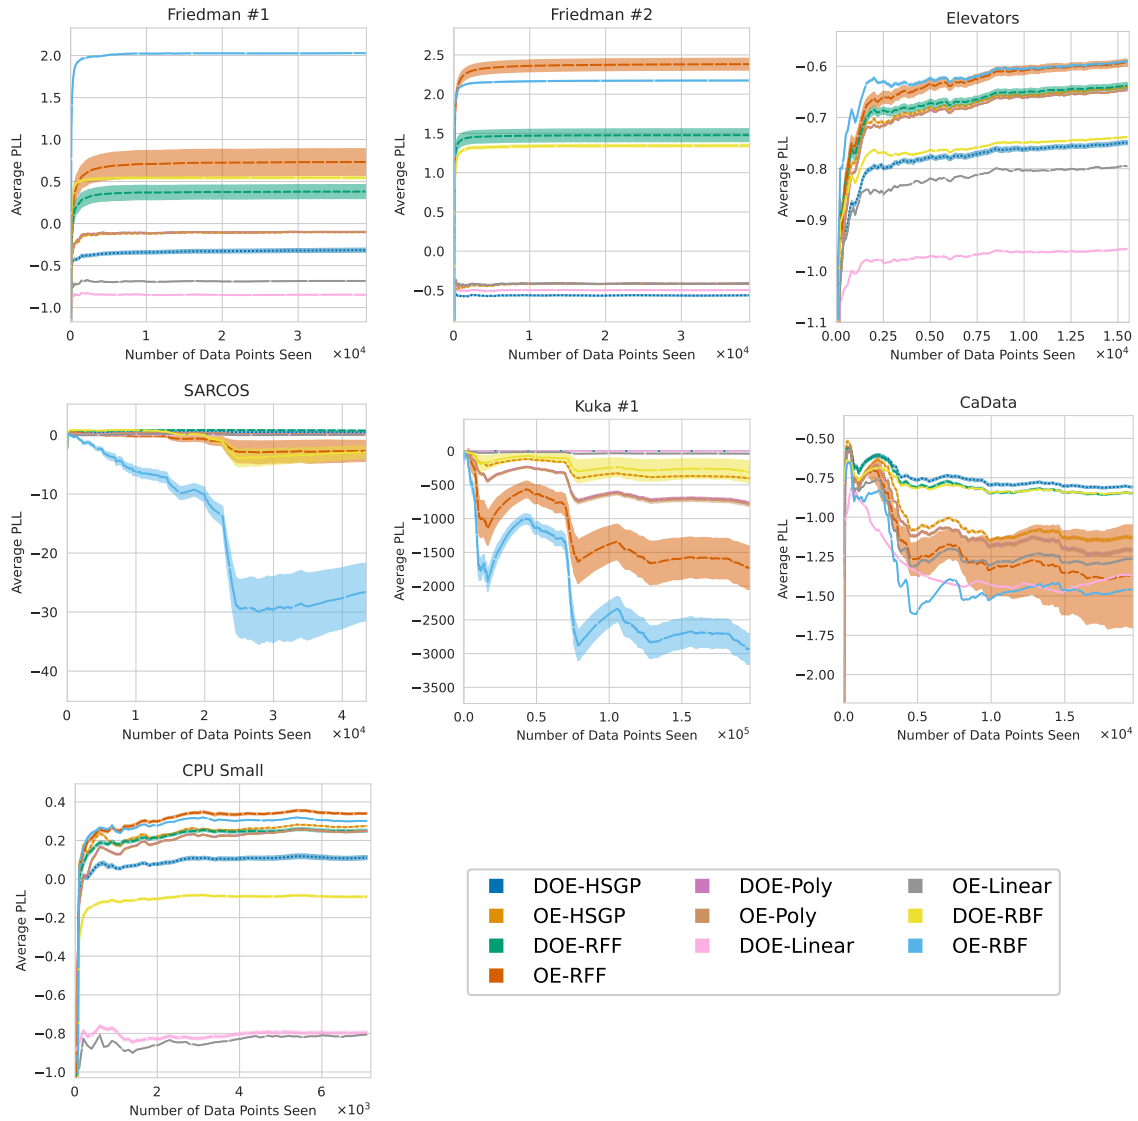 Friedman #1
Average PLL
2.0
1.5
1.0
0.5
0.0
−0.5
−1.0
0
1
2
3
×10⁴
Number of Data Points Seen
Friedman #2
Average PLL
2.5
2.0
1.5
1.0
0.5
0.0
−0.5
0
1
2
3
×10⁴
Number of Data Points Seen
Elevators
Average PLL
−0.6
−0.7
−0.8
−0.9
−1.0
−1.1
0.0
0.25
0.5
0.75
1.0
1.25
1.50
×10⁴
Number of Data Points Seen
SARCOS
Average PLL
0
−10
−20
−30
−40
0
1
2
3
4
×10⁴
Number of Data Points Seen
Kuka #1
Average PLL
0
−500
−1000
−1500
−2000
−2500
−3000
−3500
0.0
0.5
1.0
1.5
×10⁵
Number of Data Points Seen
CaData
Average PLL
−0.50
−0.75
−1.00
−1.25
−1.50
−1.75
−2.00
0.0
0.5
1.0
1.5
×10⁴
Number of Data Points Seen
CPU Small
Average PLL
0.4
0.2
0.0
−0.2
−0.4
−0.6
−0.8
−1.0
0
2
4
6
×10³
Number of Data Points Seen
DOE-HSGP
OE-HSGP
DOE-RFF
OE-RFF
DOE-Poly
OE-Poly
DOE-Linear
OE-Linear
DOE-RBF
OE-RBF